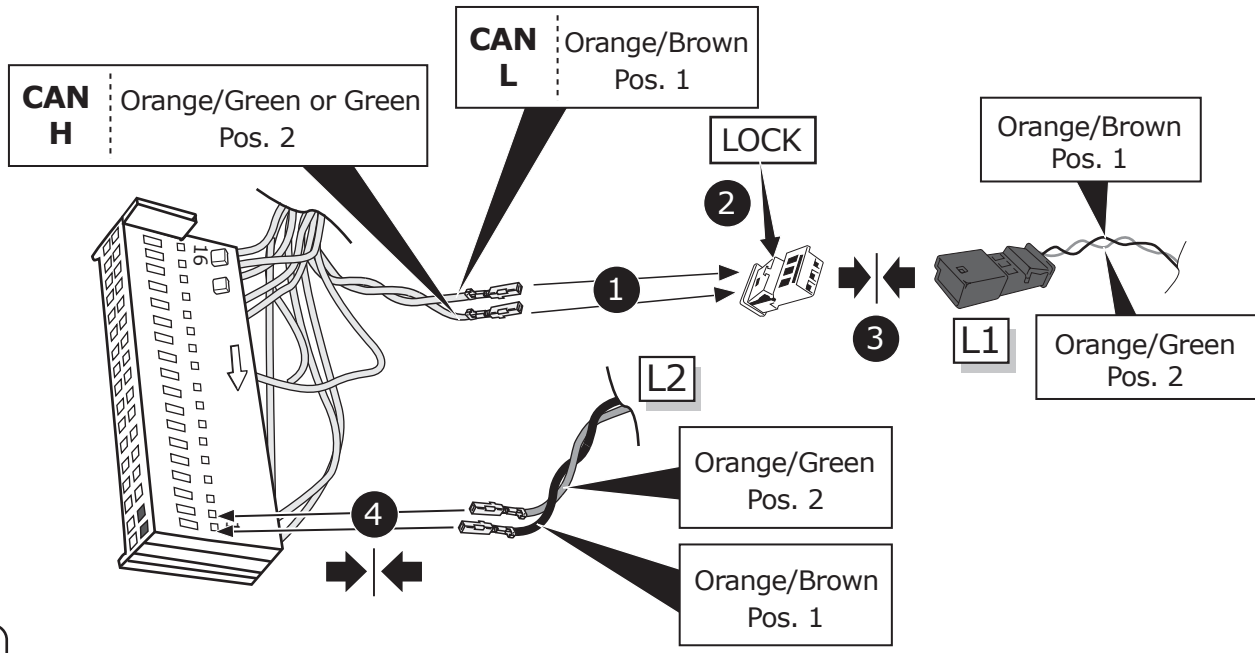 CAN
L
Orange/Brown
Pos. 1
CAN
H
Orange/Green or Green
Pos. 2
LOCK
Orange/Brown
Pos. 1
2
16
1
3
L1
Orange/Green
Pos. 2
L2
Orange/Green
Pos. 2
4
Orange/Brown
Pos. 1